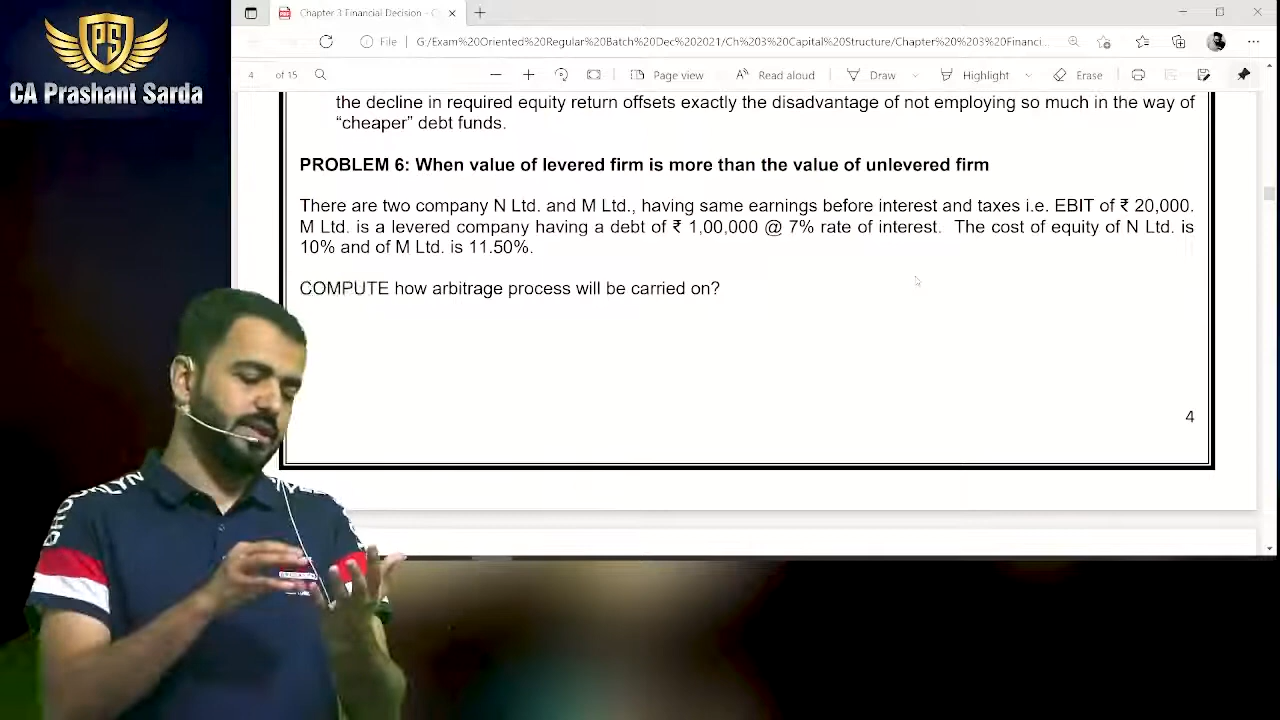 PS
CA Prashant Sarda
Chapter 3 Financial Decision - C
File
G:/Exam%20Oriented%20Regular%20Batch%20Dec%202021/Ch%20%20Capital%20Structure/Chapter%20%203%20Financi...
4 of 15
Page view
Read aloud
Draw
Highlight
Erase
the decline in required equity return offsets exactly the disadvantage of not employing so much in the way of
“cheaper” debt funds.
PROBLEM 6: When value of levered firm is more than the value of unlevered firm
There are two company N Ltd. and M Ltd., having same earnings before interest and taxes i.e. EBIT of ₹ 20,000.
M Ltd. is a levered company having a debt of ₹ 1,00,000 @ 7% rate of interest. The cost of equity of N Ltd. is
10% and of M Ltd. is 11.50%.
COMPUTE how arbitrage process will be carried on?
4
BROOKLYN